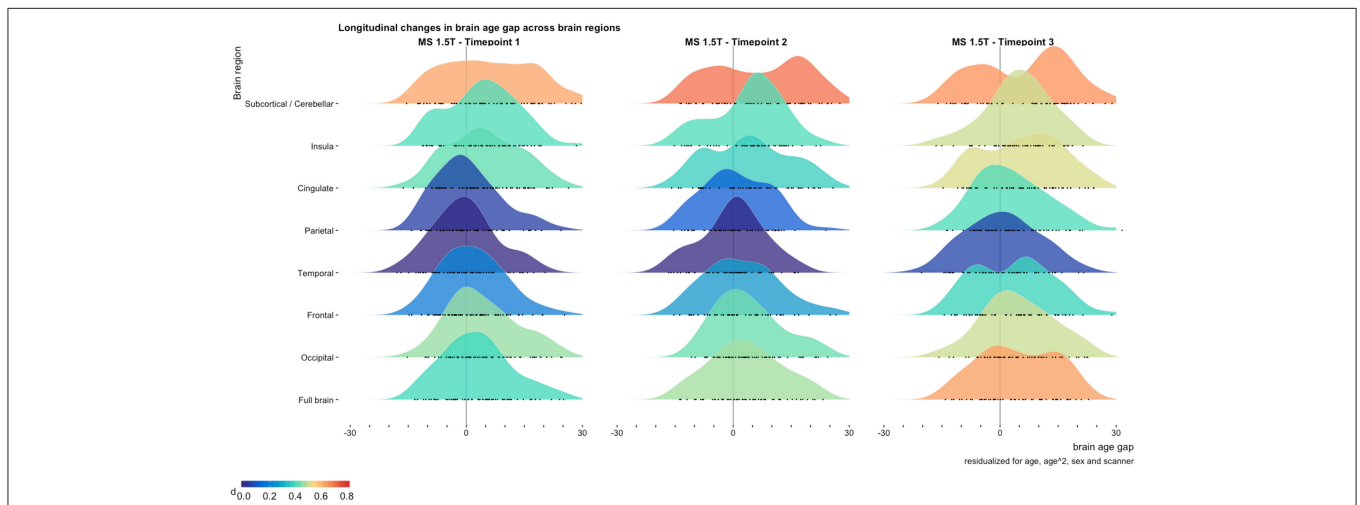 Longitudinal changes in brain age gap across brain regions
MS 1.5T - Timepoint 1
MS 1.5T - Timepoint 2
MS 1.5T - Timepoint 3
Brain region
Subcortical / Cerebellar
Insula
Cingulate
Parietal
Temporal
Frontal
Occipital
Full brain
-30 0 30
-30 0 30
-30 0 30
brain age gap
residualized for age, age^2, sex and scanner
d
0.0 0.2 0.4 0.6 0.8